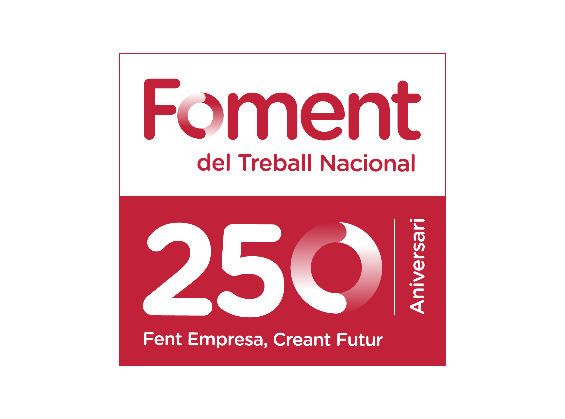 Foment
del Treball Nacional
250
Aniversari
Fent Empresa, Creant Futur